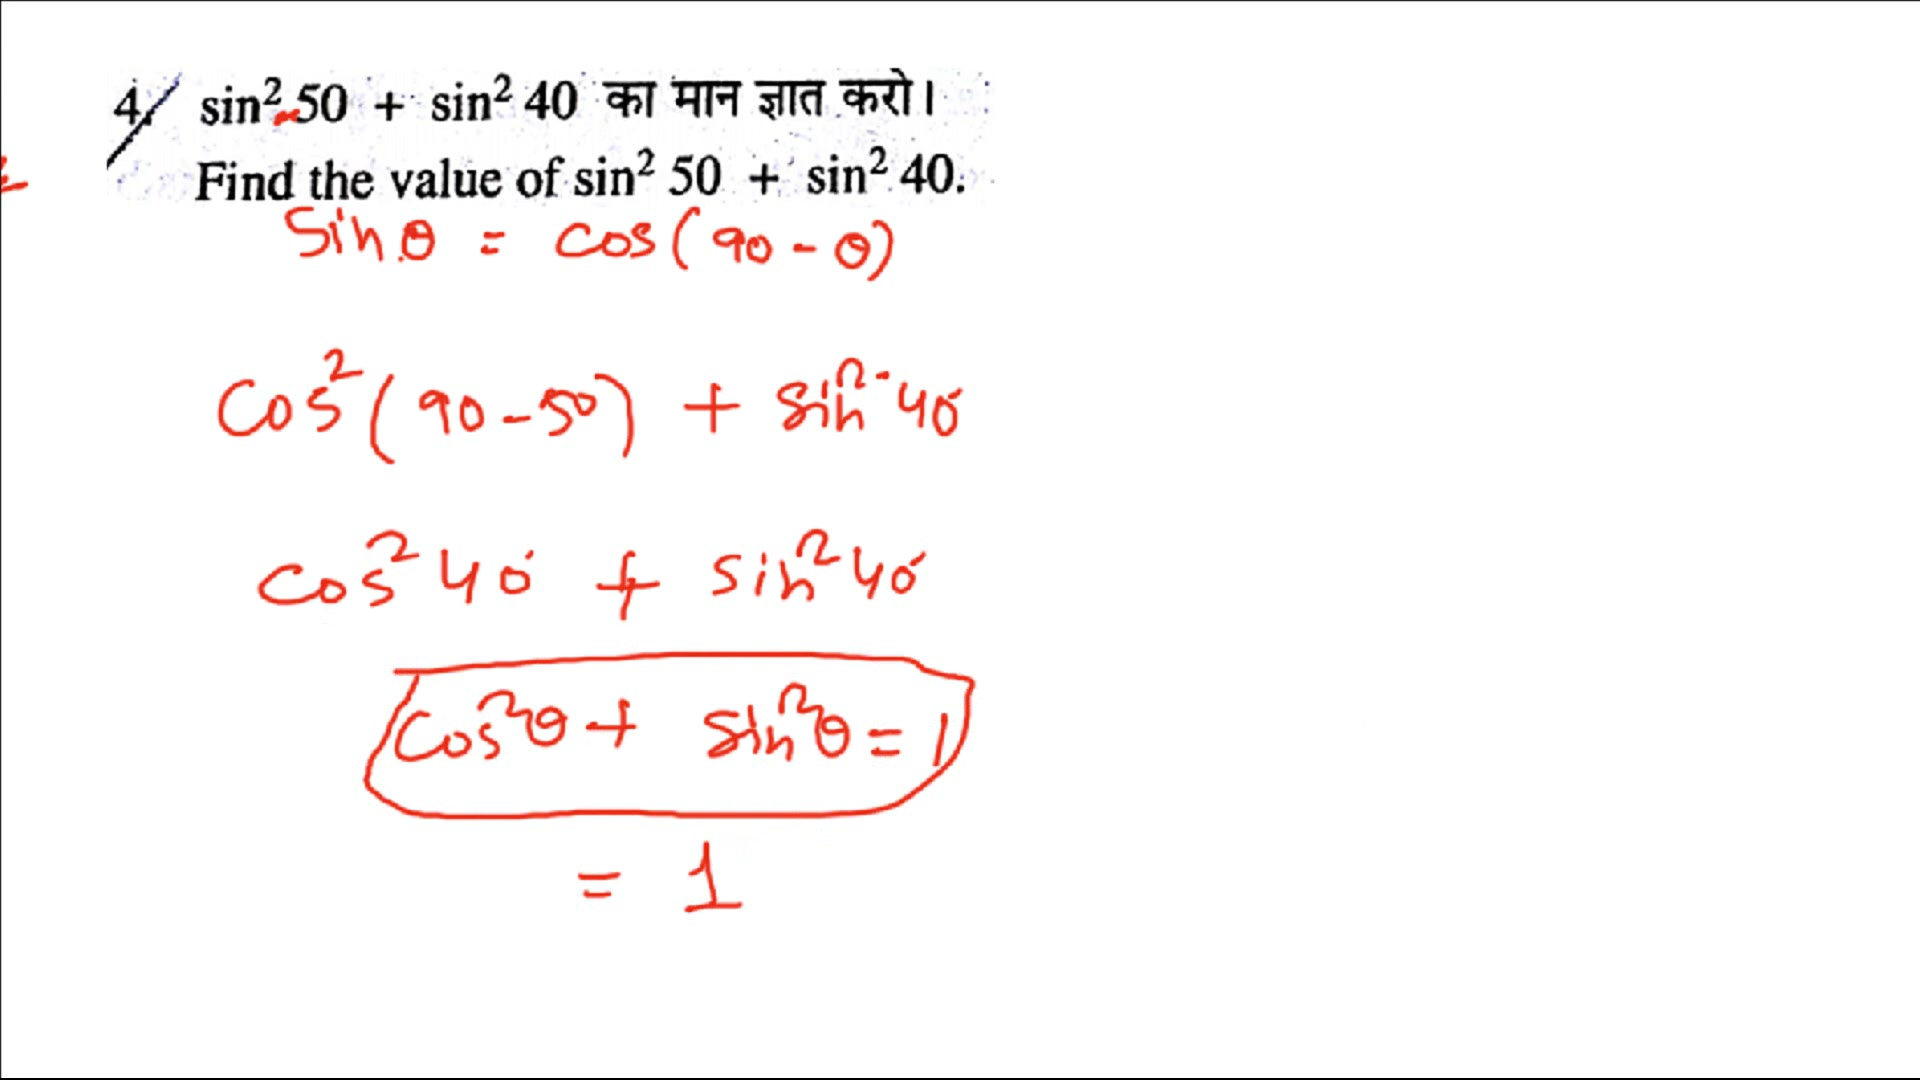 4. sin² 50 + sin² 40 का मान ज्ञात करो।
Find the value of sin² 50 + sin² 40.
Sin θ = cos (90 - θ)
Cos² (90 - 50) + sin² 40
Cos² 40 + sin² 40
Cos²θ + sin²θ = 1
= 1